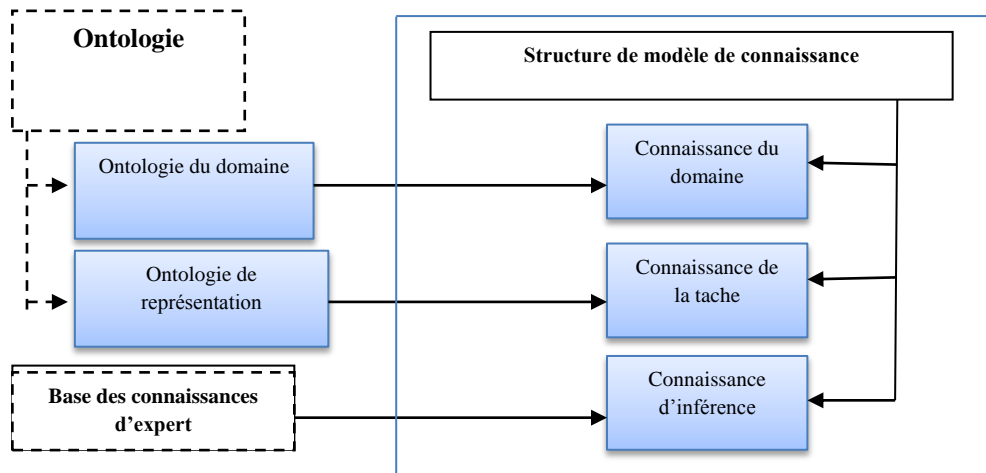 Ontologie
Structure de modèle de connaissance
Ontologie du domaine
Connaissance du
domaine
Ontologie de
représentation
Connaissance de
la tache
Base des connaissances
d’expert
Connaissance
d’inférence